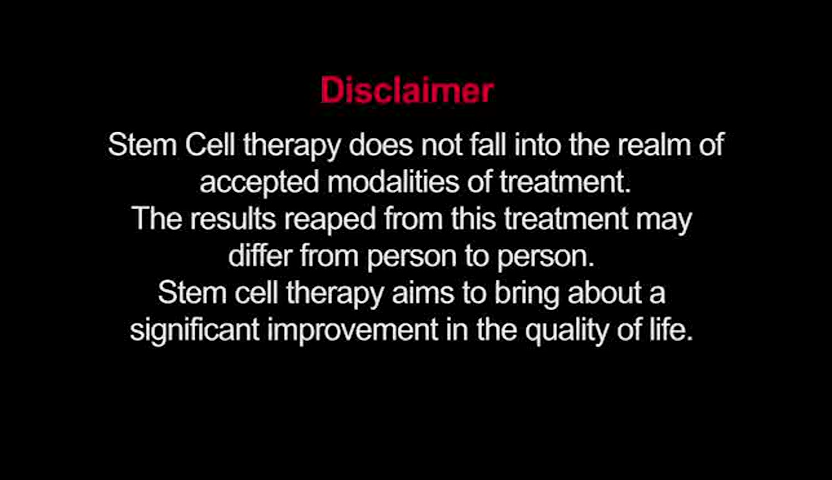 Disclaimer
Stem Cell therapy does not fall into the realm of
accepted modalities of treatment.
The results reaped from this treatment may
differ from person to person.
Stem cell therapy aims to bring about a
significant improvement in the quality of life.